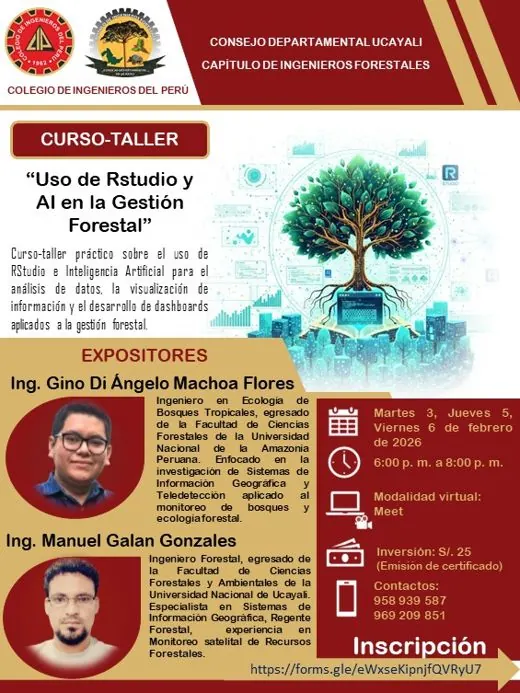 COLEGIO DE INGENIEROS DEL PERÚ
1962
COLEGIO DE INGENIEROS DEL PERÚ
CONSEJO DEPARTAMENTAL UCAYALI
CAPÍTULO DE INGENIEROS FORESTALES
CURSO-TALLER
“Uso de Rstudio y
AI en la Gestión
Forestal”
Curso-taller práctico sobre el uso de
RStudio e Inteligencia Artificial para el
análisis de datos, la visualización de
información y el desarrollo de dashboards
aplicados a la gestión forestal.
R
EXPOSITORES
Ing. Gino Di Ángelo Machoa Flores
Ingeniero en Ecología de
Bosques Tropicales, egresado
de la Facultad de Ciencias
Forestales de la Universidad
Nacional de la Amazonia
Peruana. Enfocado en la
investigación de Sistemas de
Información Geográfica y
Teledetección aplicado al
monitoreo de bosques y
ecología forestal.
Ing. Manuel Galan Gonzales
Ingeniero Forestal, egresado de
la Facultad de Ciencias
Forestales y Ambientales de la
Universidad Nacional de Ucayali.
Especialista en Sistemas de
Información Geográfica, Regente
Forestal, experiencia en
Monitoreo satelital de Recursos
Forestales.
Martes 3, Jueves 5,
Viernes 6 de febrero
de 2026
6:00 p. m. a 8:00 p. m.
Modalidad virtual:
Meet
Inversión: S/. 25
(Emisión de certificado)
Contactos:
958 939 587
969 209 851
Inscripción
https://forms.gle/eWxseKipnjfQVRyU7